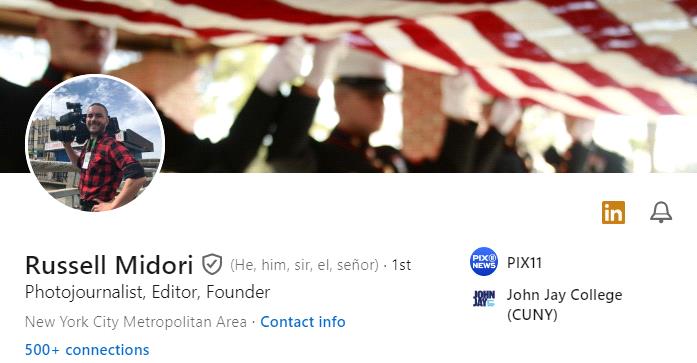 in
Russell Midori (He, him, sir, el, señor) · 1st
Photojournalist, Editor, Founder
New York City Metropolitan Area · Contact info
500+ connections
PIX11
NEWS
PIX11
JOHN
JAY
John Jay College
(CUNY)